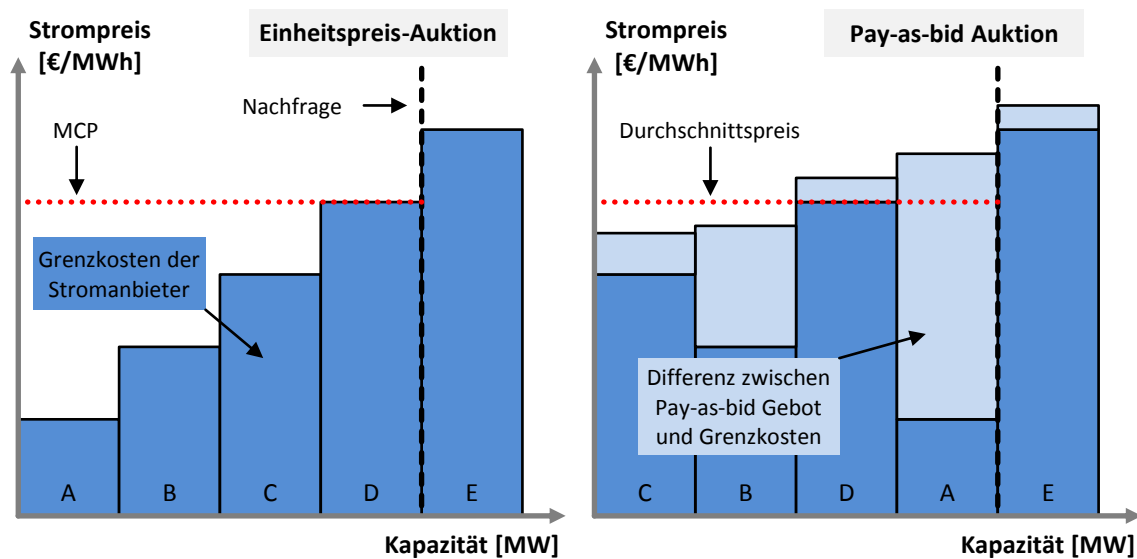 Strompreis
[€/MWh]
Einheitspreis-Auktion
Nachfrage
MCP
Grenzkosten der
Stromanbieter
A
B
C
D
E
Kapazität [MW]
Strompreis
[€/MWh]
Pay-as-bid Auktion
Durchschnittspreis
Differenz zwischen
Pay-as-bid Gebot
und Grenzkosten
C
B
D
A
E
Kapazität [MW]